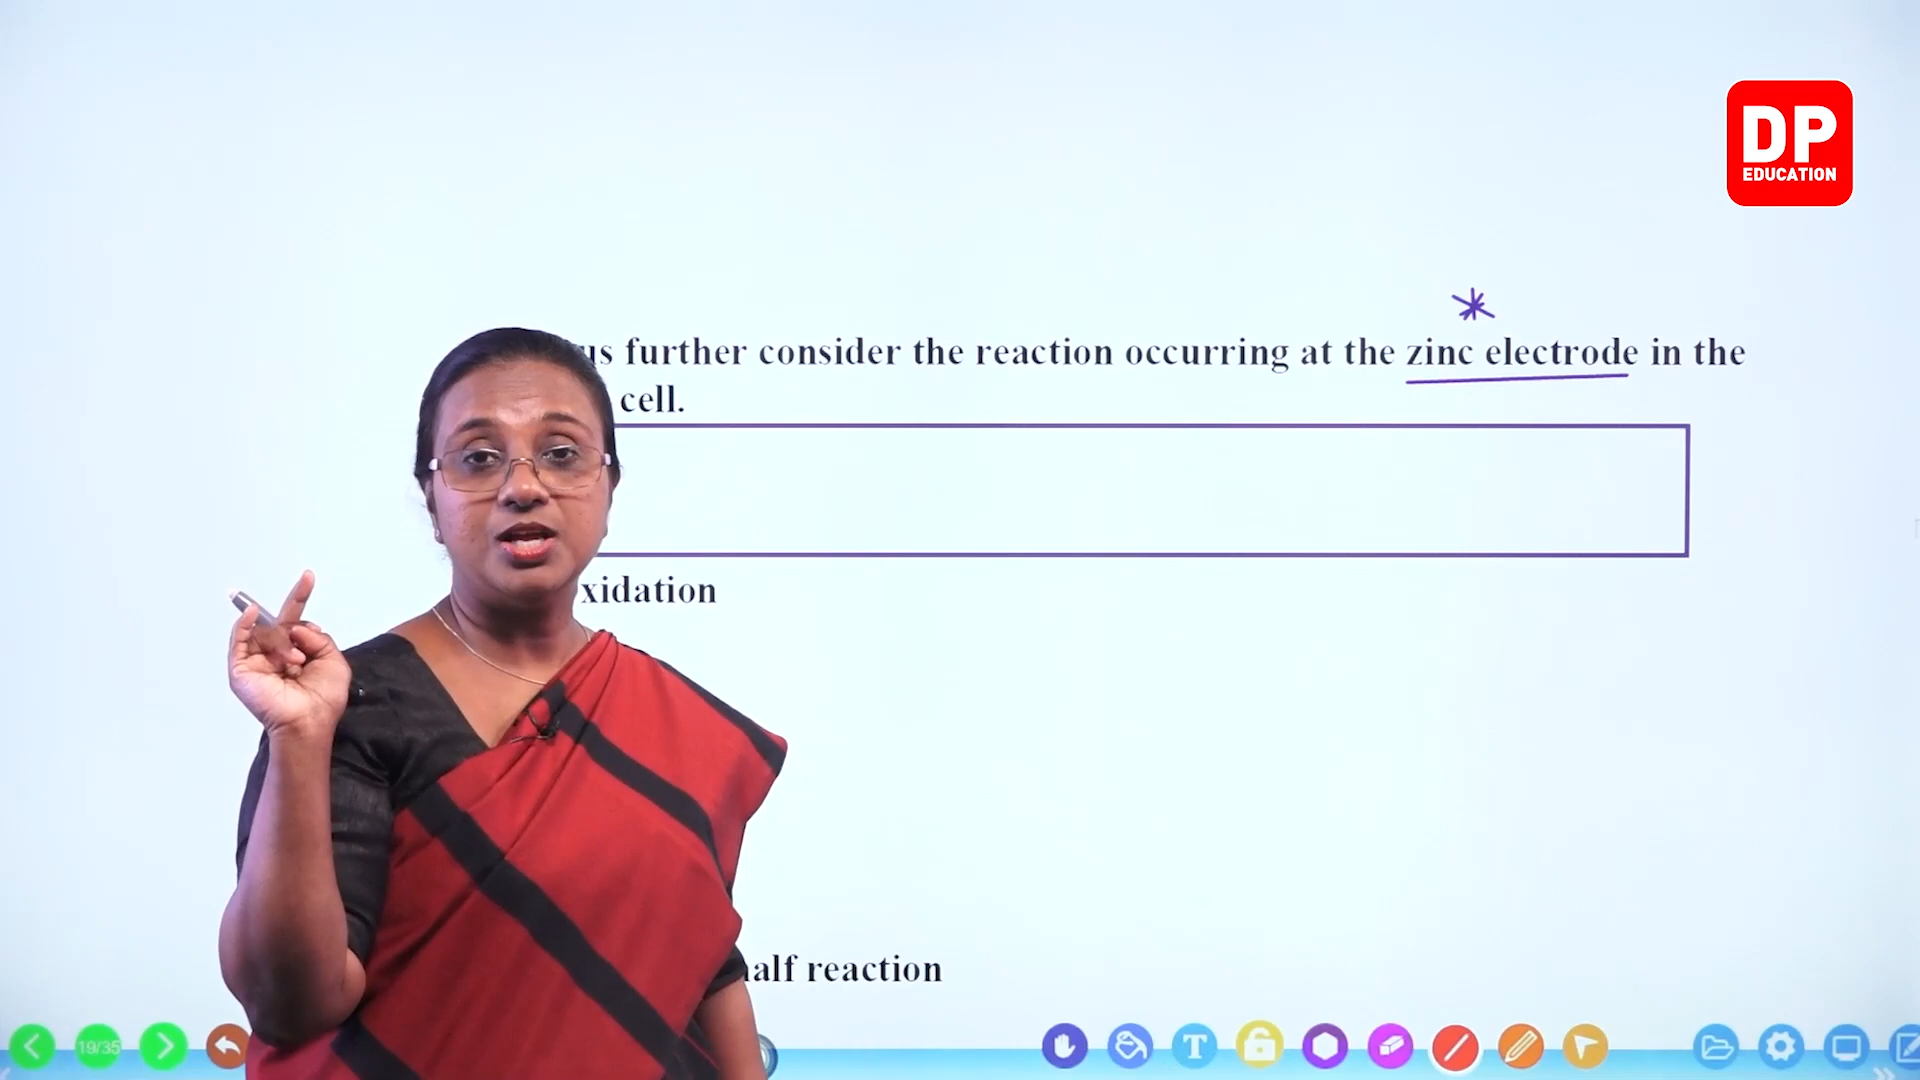 DP
EDUCATION
us further consider the reaction occurring at the zinc electrode in the
cell.
xidation
half reaction
19/35
T